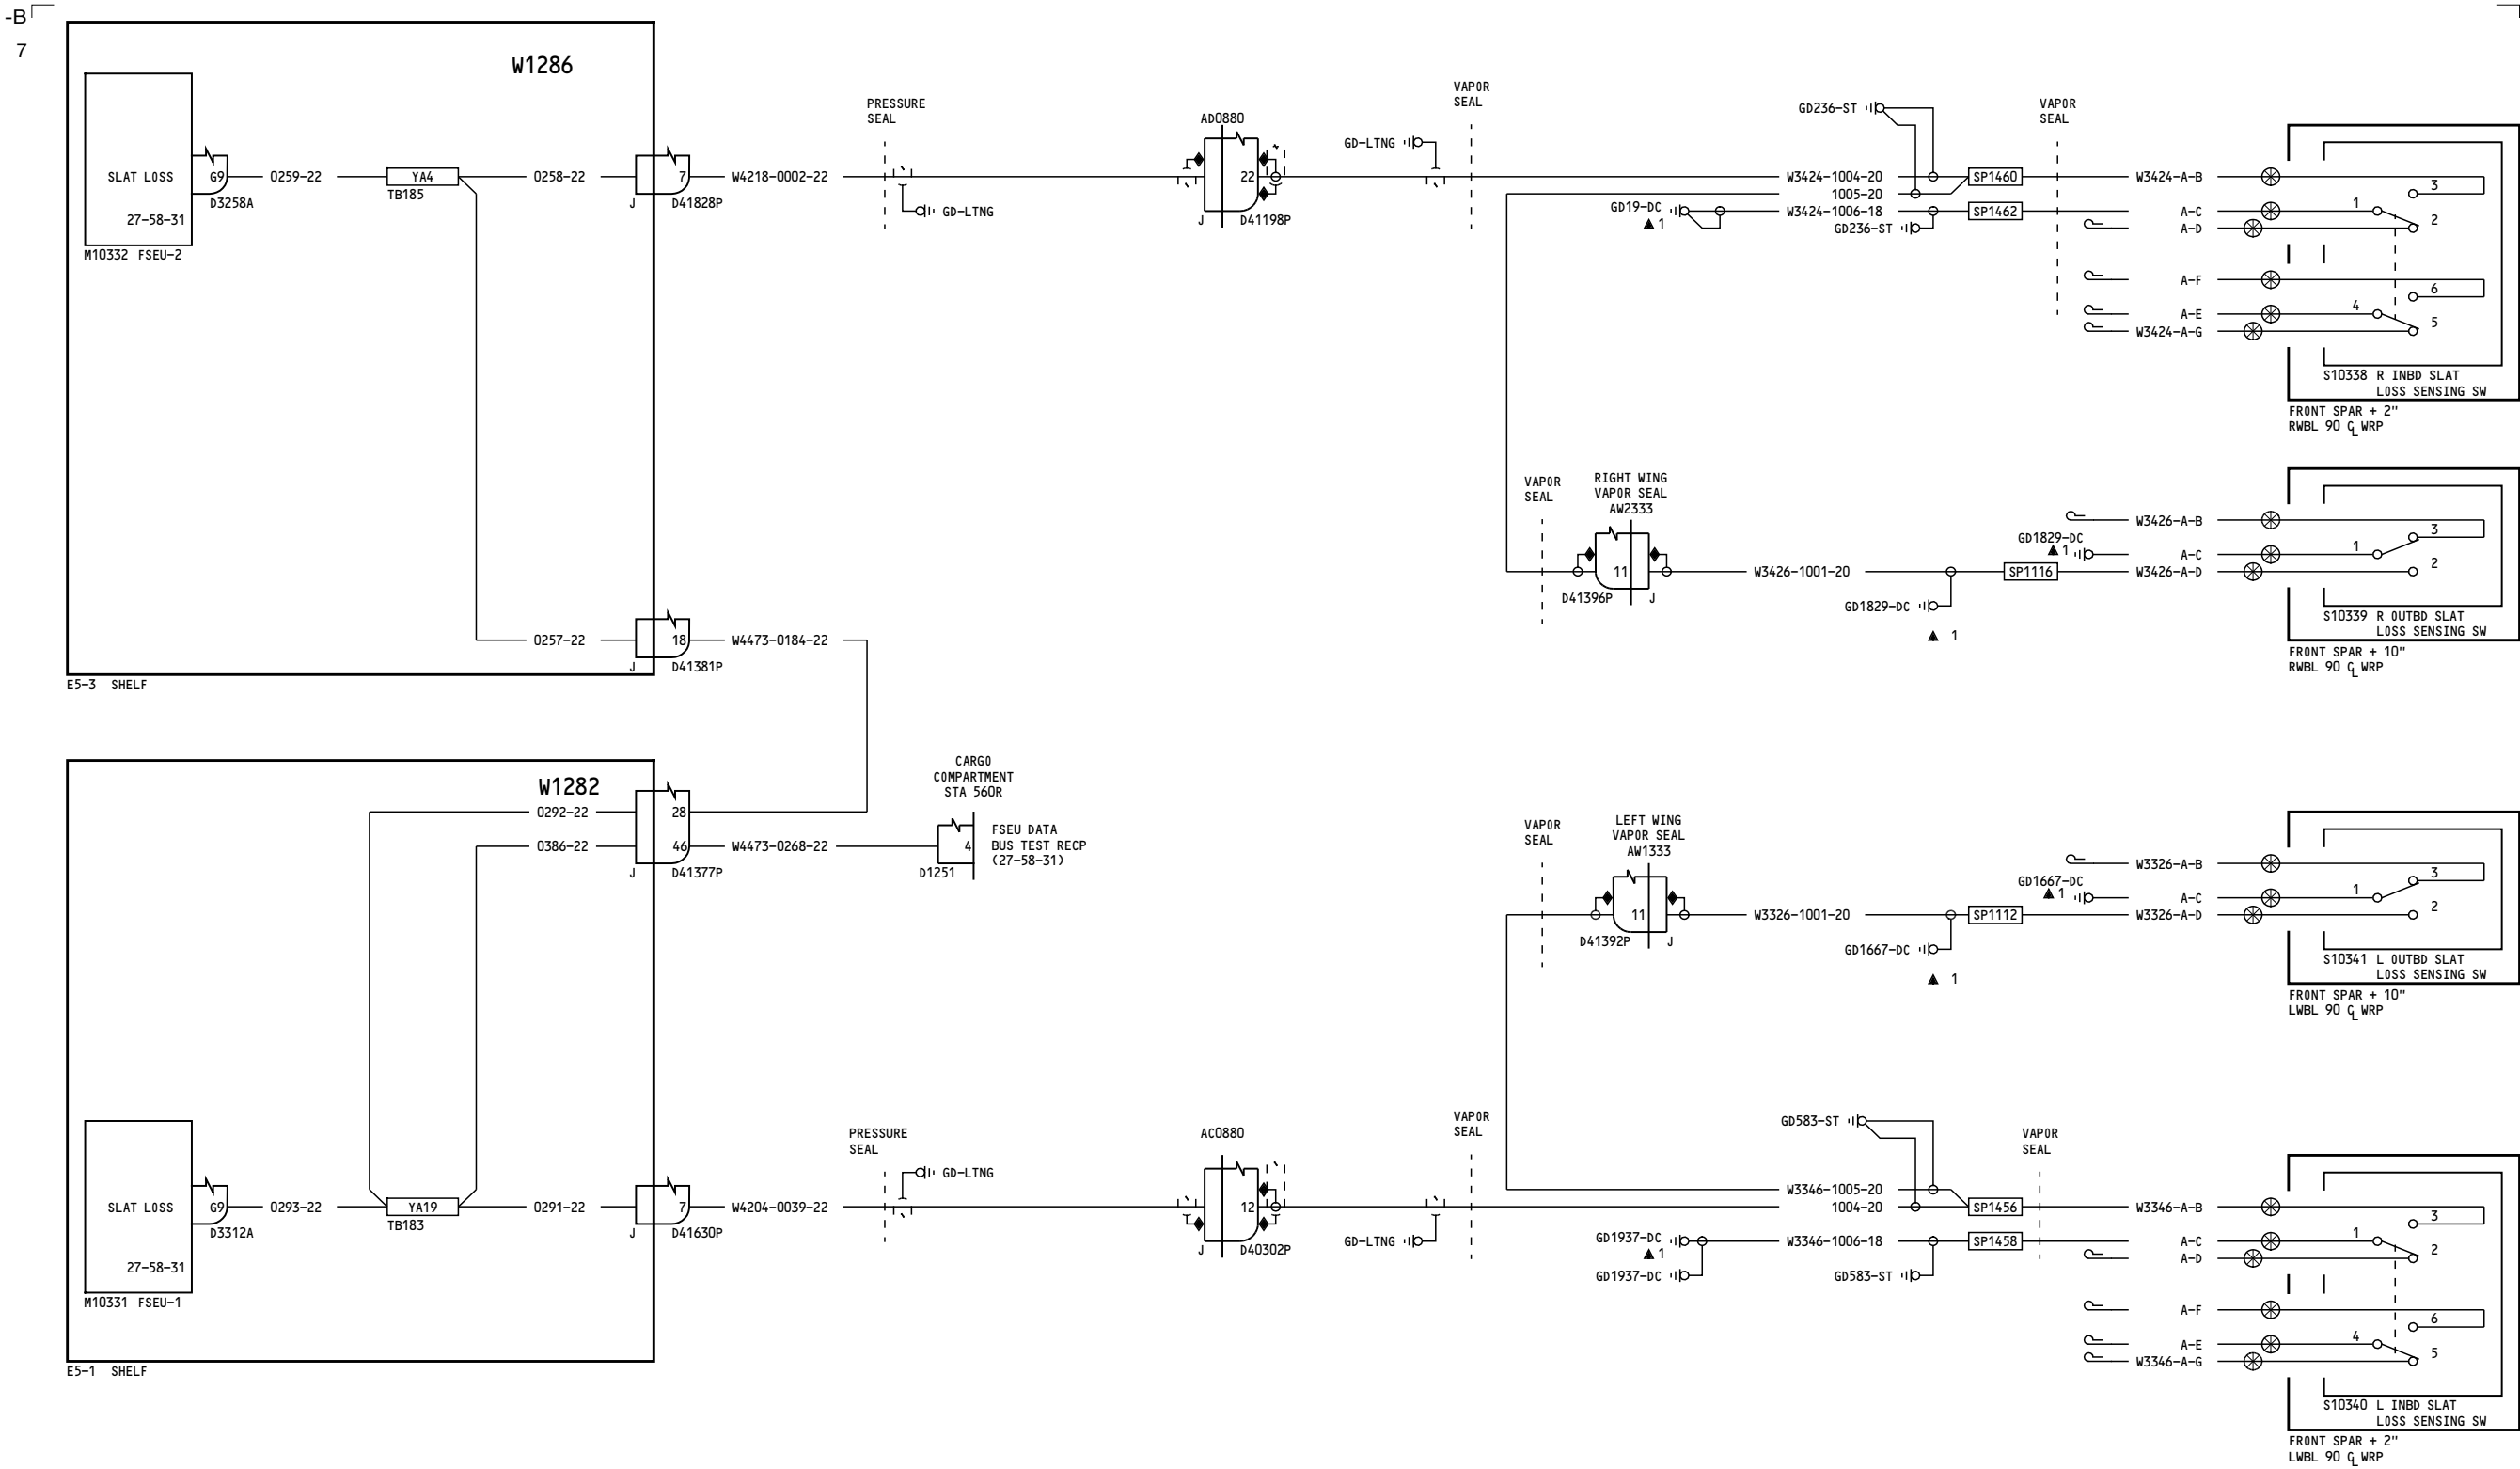 -B
7
W1286
SLAT LOSS
27-58-31
G9
D3258A
M10332 FSEU-2
0259-22
YA4
TB185
0258-22
7
J
D41828P
W4218-0002-22
PRESSURE
SEAL
GD-LTNG
AD0880
22
J
D41198P
GD-LTNG
VAPOR
SEAL
GD236-ST
W3424-1004-20
1005-20
SP1460
GD19-DC
▲ 1
W3424-1006-18
SP1462
GD236-ST
VAPOR
SEAL
W3424-A-B
A-C
A-D
A-F
A-E
W3424-A-G
3
1
2
6
4
5
S10338 R INBD SLAT
LOSS SENSING SW
FRONT SPAR + 2"
RWBL 90 CL WRP
0257-22
18
J
D41381P
W4473-0184-22
E5-3 SHELF
VAPOR
SEAL
RIGHT WING
VAPOR SEAL
AW2333
11
D41396P
J
W3426-1001-20
GD1829-DC
▲ 1
SP1116
GD1829-DC
▲ 1
W3426-A-B
A-C
W3426-A-D
3
1
2
S10339 R OUTBD SLAT
LOSS SENSING SW
FRONT SPAR + 10"
RWBL 90 CL WRP
W1282
0292-22
28
0386-22
46
J
D41377P
W4473-0268-22
CARGO
COMPARTMENT
STA 560R
4
D1251
FSEU DATA
BUS TEST RECP
(27-58-31)
VAPOR
SEAL
LEFT WING
VAPOR SEAL
AW1333
11
D41392P
J
W3326-1001-20
GD1667-DC
▲ 1
SP1112
GD1667-DC
▲ 1
W3326-A-B
A-C
W3326-A-D
3
1
2
S10341 L OUTBD SLAT
LOSS SENSING SW
FRONT SPAR + 10"
LWBL 90 CL WRP
SLAT LOSS
27-58-31
G9
D3312A
M10331 FSEU-1
0293-22
YA19
TB183
0291-22
7
J
D41630P
W4204-0039-22
PRESSURE
SEAL
GD-LTNG
AC0880
12
J
D40302P
GD-LTNG
VAPOR
SEAL
GD583-ST
W3346-1005-20
1004-20
SP1456
GD1937-DC
▲ 1
GD1937-DC
W3346-1006-18
SP1458
GD583-ST
VAPOR
SEAL
W3346-A-B
A-C
A-D
A-F
A-E
W3346-A-G
3
1
2
6
4
5
S10340 L INBD SLAT
LOSS SENSING SW
FRONT SPAR + 2"
LWBL 90 CL WRP
E5-1 SHELF